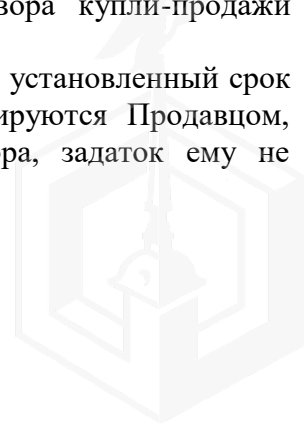 вора купли-продажи
установленный срок
ируются Продавцом,
ра, задаток ему не